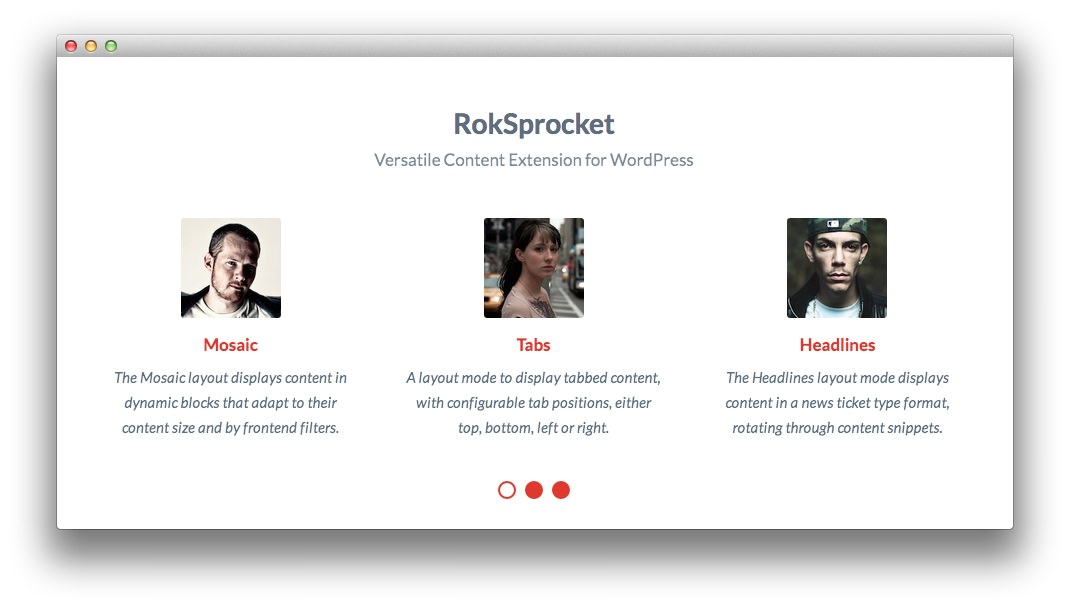 RokSprocket
Versatile Content Extension for WordPress
Mosaic
The Mosaic layout displays content in
dynamic blocks that adapt to their
content size and by frontend filters.
Tabs
A layout mode to display tabbed content,
with configurable tab positions, either
top, bottom, left or right.
Headlines
The Headlines layout mode displays
content in a news ticket type format,
rotating through content snippets.